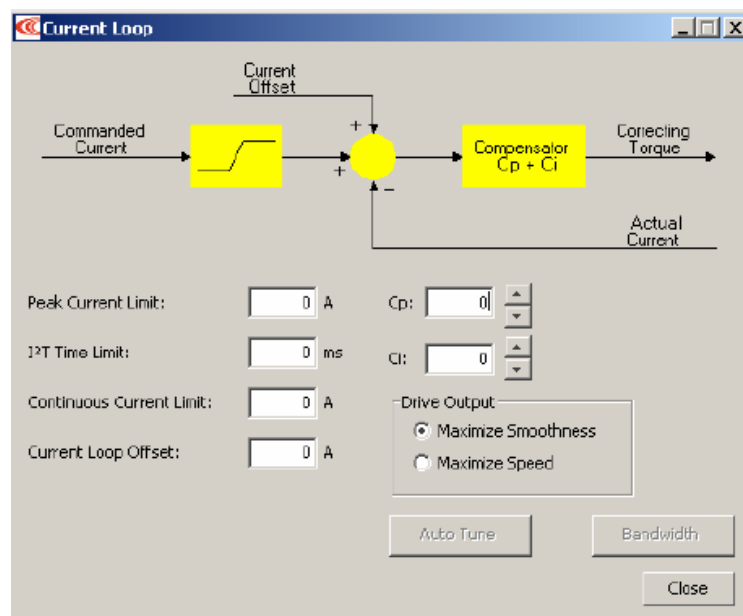 Current Loop
Current
Offset
Commanded
Current
+
+
-
Compensator
Cp + Ci
Correcting
Torque
Actual
Current
Peak Current Limit: 0 A
I²T Time Limit: 0 ms
Continuous Current Limit: 0 A
Current Loop Offset: 0 A
Cp: 0
Ci: 0
Drive Output
Maximize Smoothness
Maximize Speed
Auto Tune
Bandwidth
Close